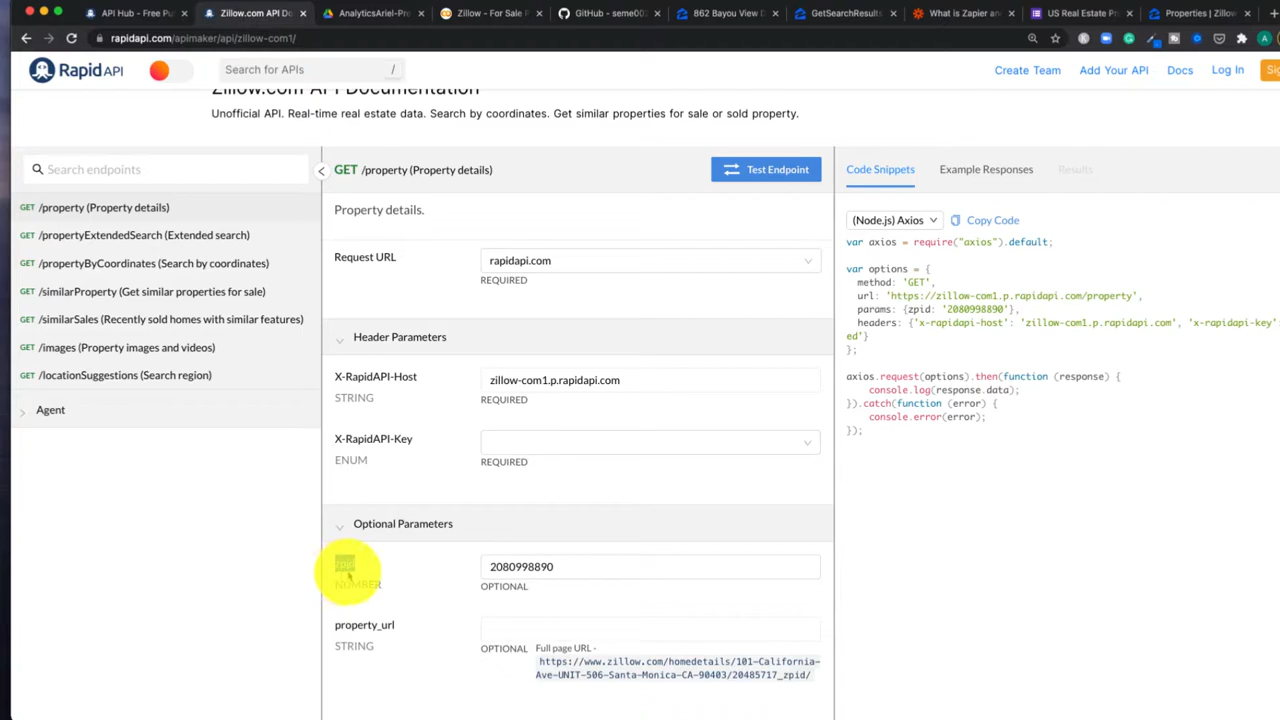 API Hub - Free Pu
Zillow.com API Do
AnalyticsAriel-Pre
Zillow - For Sale P
GitHub - seme00
862 Bayou View D
GetSearchResults
What is Zapier an
US Real Estate Pr
Properties | Zillow
rapidapi.com/apimaker/api/zillow-com1/
RapidAPI
Search for APIs /
Create Team
Add Your API
Docs
Log In
Zillow.com API Documentation
Unofficial API. Real-time real estate data. Search by coordinates. Get similar properties for sale or sold property.
Search endpoints
GET /property (Property details)
GET /propertyExtendedSearch (Extended search)
GET /propertyByCoordinates (Search by coordinates)
GET /similarProperty (Get similar properties for sale)
GET /similarSales (Recently sold homes with similar features)
GET /images (Property images and videos)
GET /locationSuggestions (Search region)
Agent
GET /property (Property details)
Test Endpoint
Property details.
Request URL
rapidapi.com
REQUIRED
Header Parameters
X-RapidAPI-Host
zillow-com1.p.rapidapi.com
STRING
REQUIRED
X-RapidAPI-Key
ENUM
REQUIRED
Optional Parameters
zpid
2080998890
NUMBER
OPTIONAL
property_url
STRING
OPTIONAL
Full page URL -
https://www.zillow.com/homedetails/101-California-
Ave-UNIT-506-Santa-Monica-CA-90403/20485717_zpid/
Code Snippets
Example Responses
Results
(Node.js) Axios
Copy Code
var axios = require("axios").default;
var options = {
method: 'GET',
url: 'https://zillow-com1.p.rapidapi.com/property',
params: {zpid: '2080998890'},
headers: {'x-rapidapi-host': 'zillow-com1.p.rapidapi.com', 'x-rapidapi-key'
ed'}
};
axios.request(options).then(function (response) {
console.log(response.data);
}).catch(function (error) {
console.error(error);
});